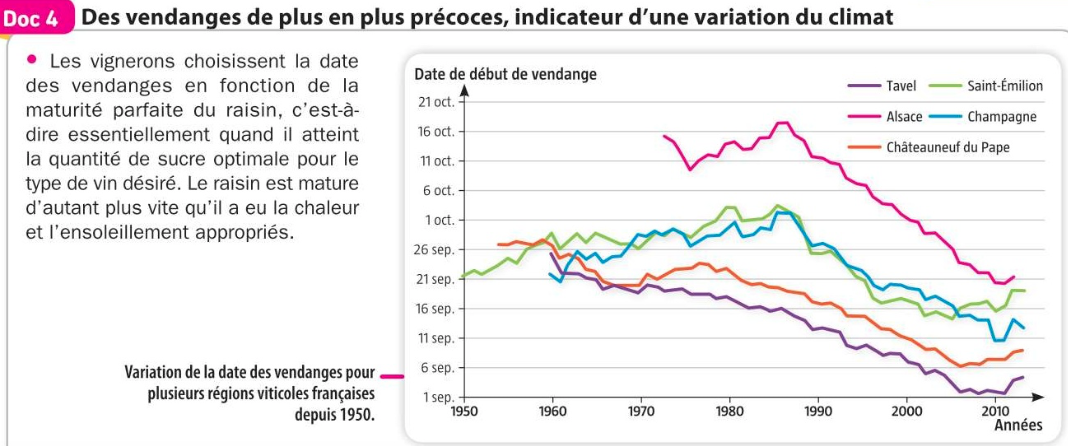 Doc 4 Des vendanges de plus en plus précoces, indicateur d'une variation du climat
• Les vignerons choisissent la date
des vendanges en fonction de la
maturité parfaite du raisin, c'est-à-
dire essentiellement quand il atteint
la quantité de sucre optimale pour le
type de vin désiré. Le raisin est mature
d'autant plus vite qu'il a eu la chaleur
et l'ensoleillement appropriés.
Variation de la date des vendanges pour
plusieurs régions viticoles françaises
depuis 1950.
Date de début de vendange
Tavel Saint-Émilion
Alsace Champagne
Châteauneuf du Pape
21 oct.
16 oct.
11 oct.
6 oct.
1 oct.
26 sep.
21 sep.
16 sep.
11 sep.
6 sep.
1 sep.
1950 1960 1970 1980 1990 2000 2010
Années